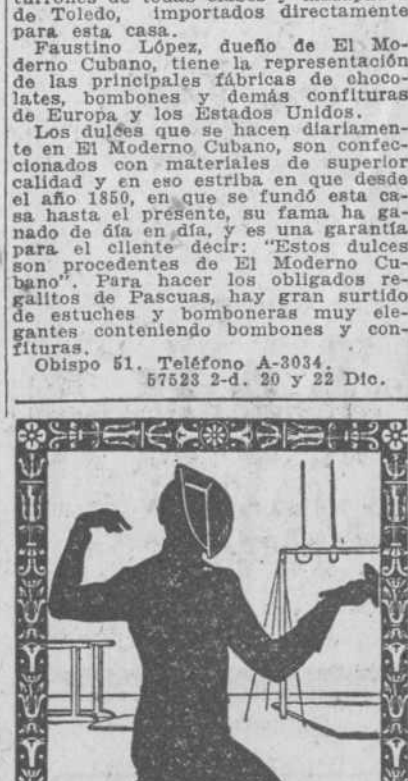 de Toledo, importados directamente
para esta casa.
Faustino López, dueño de El Mo-
derno Cubano, tiene la representación
de las principales fábricas de choco-
lates, bombones y demás confituras
de Europa y los Estados Unidos.
Los dulces que se hacen diariamen-
te en El Moderno Cubano, son confec-
cionados con materiales de superior
calidad y en eso estriba en que desde
el año 1850, en que se fundó esta ca-
sa hasta el presente, su fama ha ga-
nado de día en día, y es una garantía
para el cliente decir: "Estos dulces
son procedentes de El Moderno Cu-
bano". Para hacer los obligados re-
galitos de Pascuas, hay gran surtido
de estuches y bomboneras muy ele-
gantes conteniendo bombones y con-
fituras.
Obispo 51. Teléfono A-3034.
57523 2-d. 20 y 22 Dic.